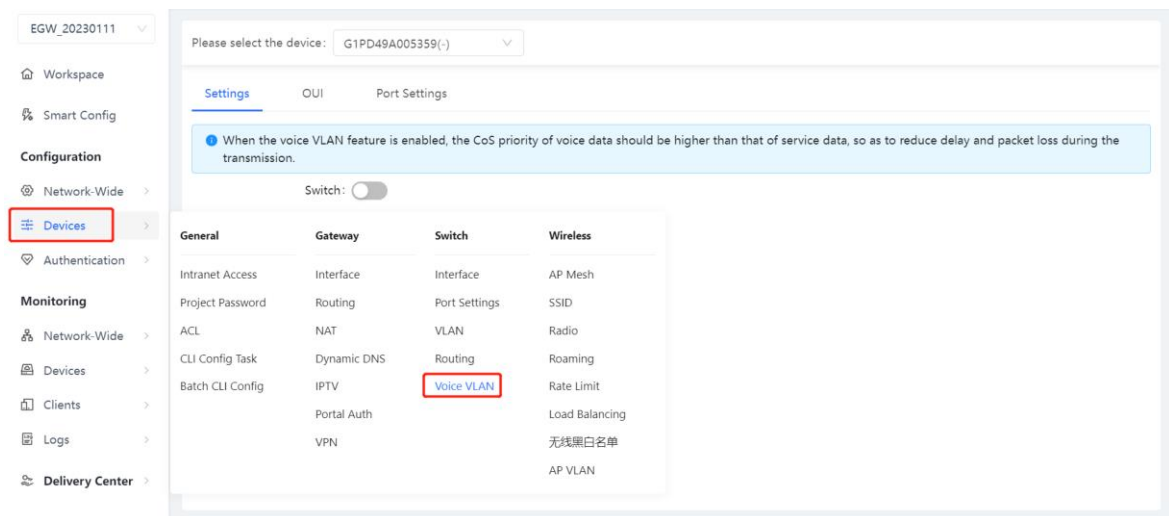 EGW_20230111
Workspace
Smart Config
Configuration
Network-Wide
Devices
Authentication
Monitoring
Network-Wide
Devices
Clients
Logs
Delivery Center
Please select the device: G1PD49A005359(-)
Settings OUI Port Settings
When the voice VLAN feature is enabled, the CoS priority of voice data should be higher than that of service data, so as to reduce delay and packet loss during the
transmission.
Switch:
General
Intranet Access
Project Password
ACL
CLI Config Task
Batch CLI Config
Gateway
Interface
Routing
NAT
Dynamic DNS
IPTV
Portal Auth
VPN
Switch
Interface
Port Settings
VLAN
Routing
Voice VLAN
Wireless
AP Mesh
SSID
Radio
Roaming
Rate Limit
Load Balancing
无线黑白名单
AP VLAN